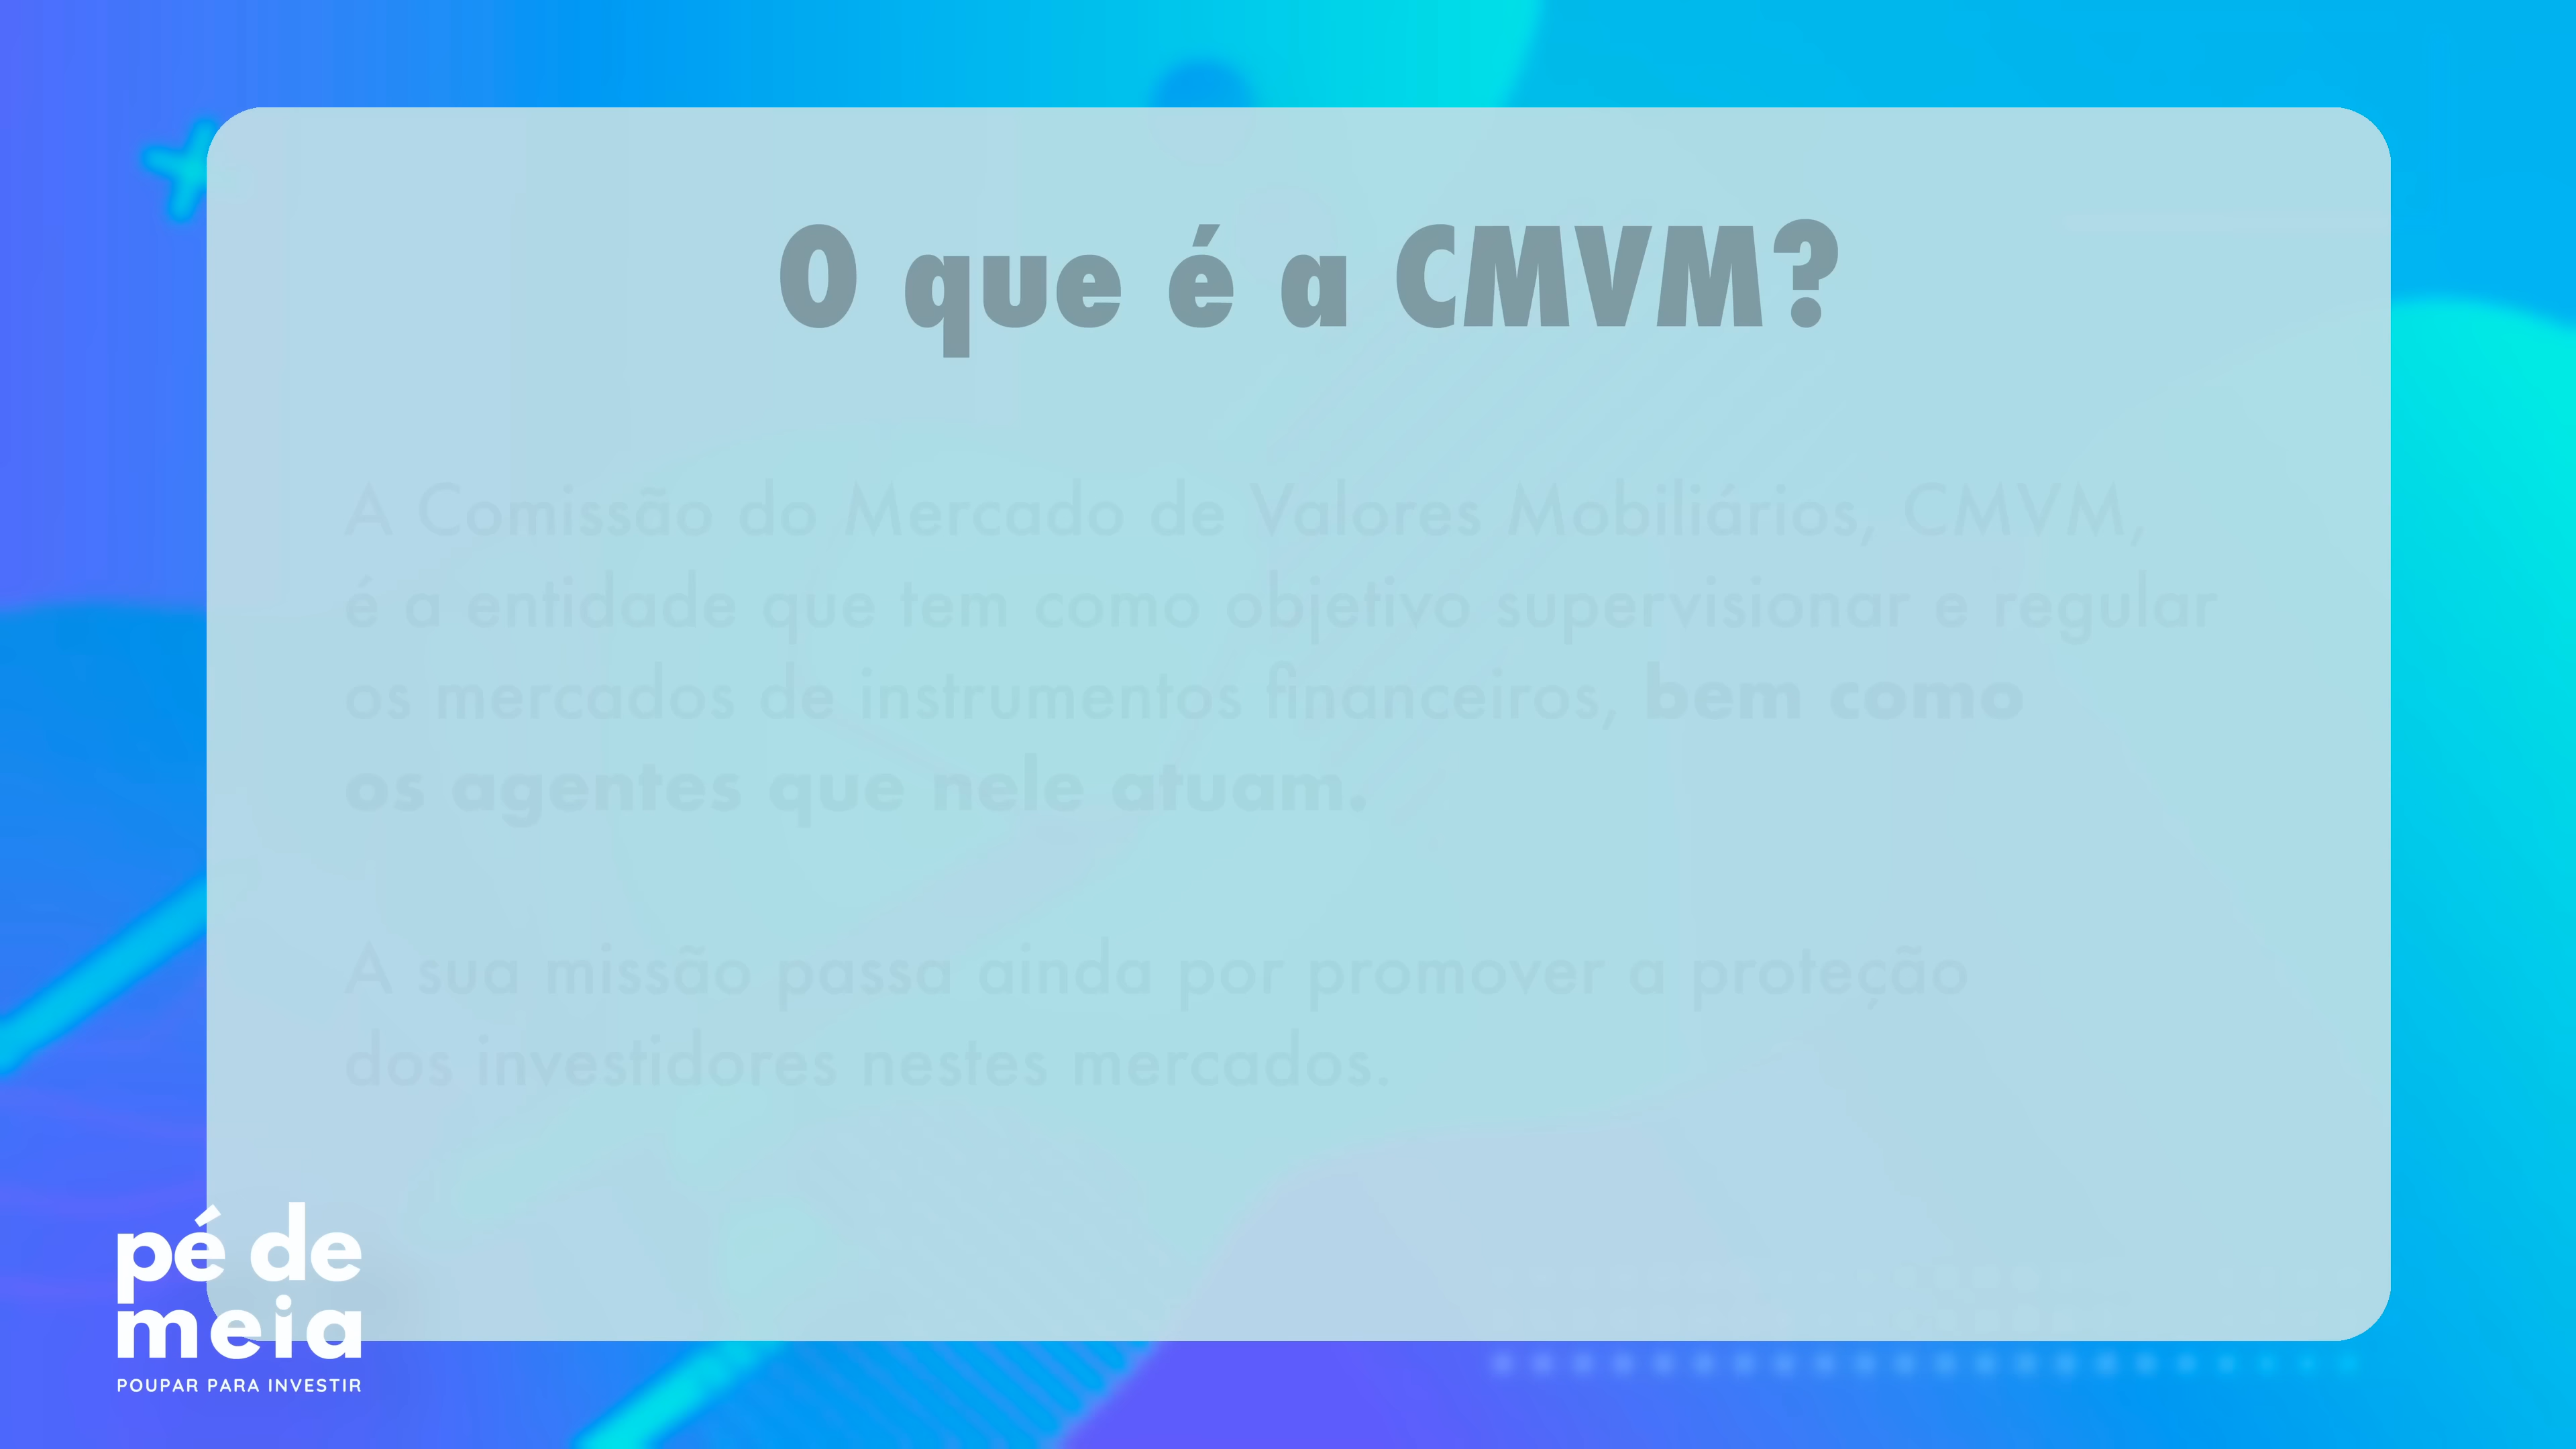 O que é a CMVM?
A Comissão do Mercado de Valores Mobiliários, CMVM,
é a entidade que tem como objetivo supervisionar e regular
os mercados de instrumentos financeiros, bem como
os agentes que nele atuam.
A sua missão passa ainda por promover a proteção
dos investidores nestes mercados.
pé de
meia
POUPAR PARA INVESTIR